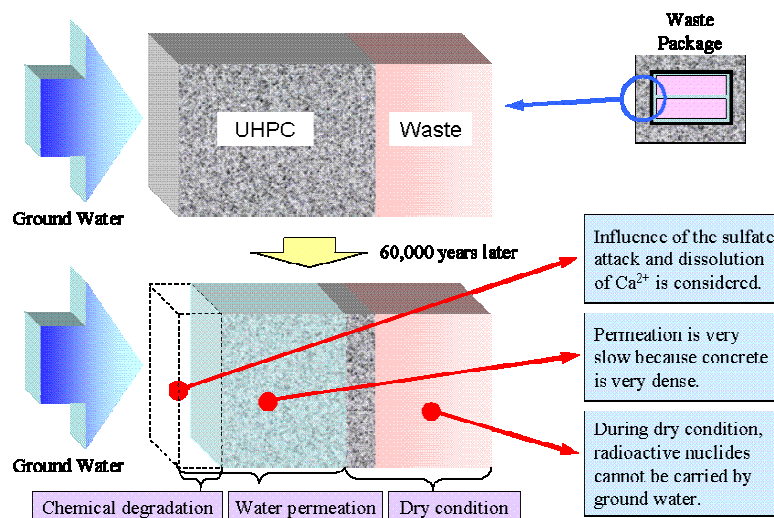 Waste
Package
UHPC
Waste
Ground Water
60,000 years later
Influence of the sulfate
attack and dissolution
of Ca²⁺ is considered.
Permeation is very
slow because concrete
is very dense.
During dry condition,
radioactive nuclides
cannot be carried by
ground water.
Ground Water
Chemical degradation
Water permeation
Dry condition